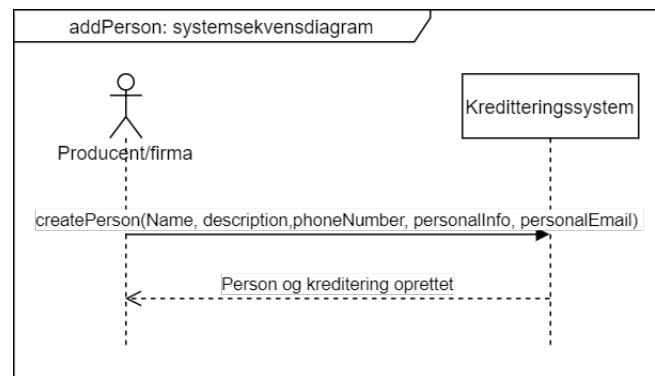 addPerson: systemsekvensdiagram
Producent/firma
Kreditteringssystem
createPerson(Name, description,phoneNumber, personalInfo, personalEmail)
Person og kreditering oprettet